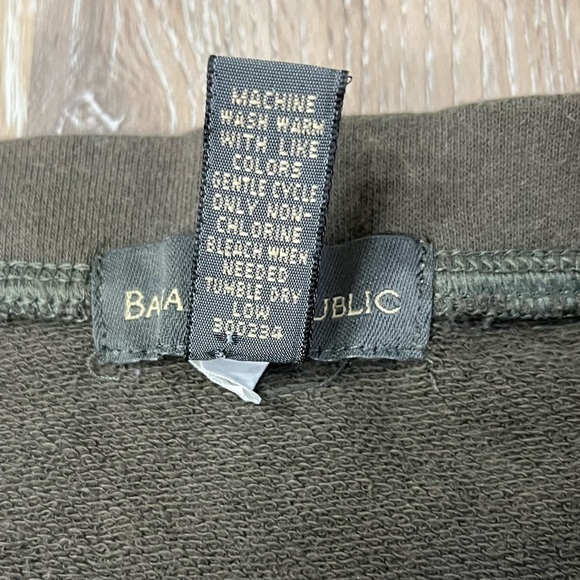 MACHINE
WASH WARM
WITH LIKE
COLORS
GENTLE CYCLE
ONLY NON-
CHLORINE
BLEACH WHEN
NEEDED
TUMBLE DRY
LOW
300234
BANA UBLIC